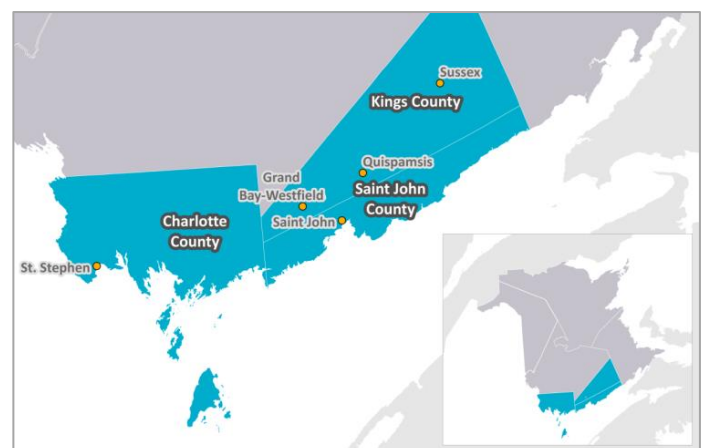 Sussex
Kings County
Quispamsis
Grand
Bay-Westfield
Saint John
County
Saint John
Charlotte
County
St. Stephen